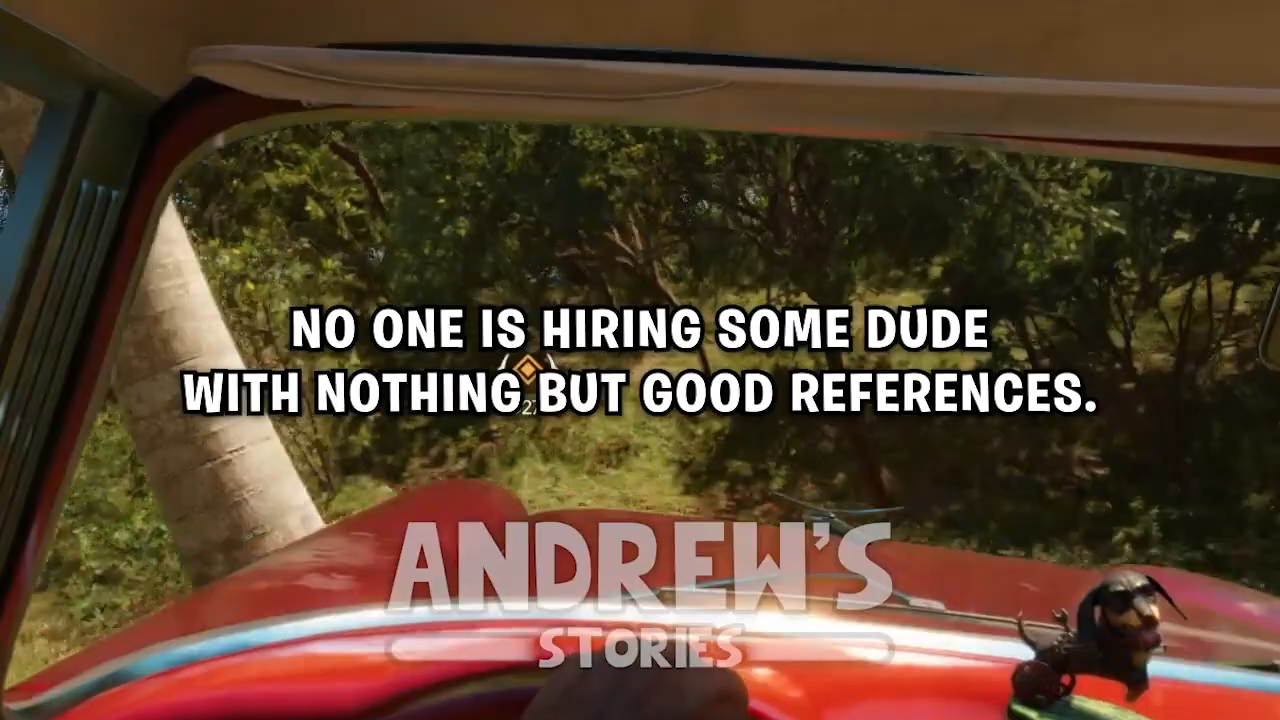 NO ONE IS HIRING SOME DUDE
WITH NOTHING BUT GOOD REFERENCES.
ANDREW'S
STORIES